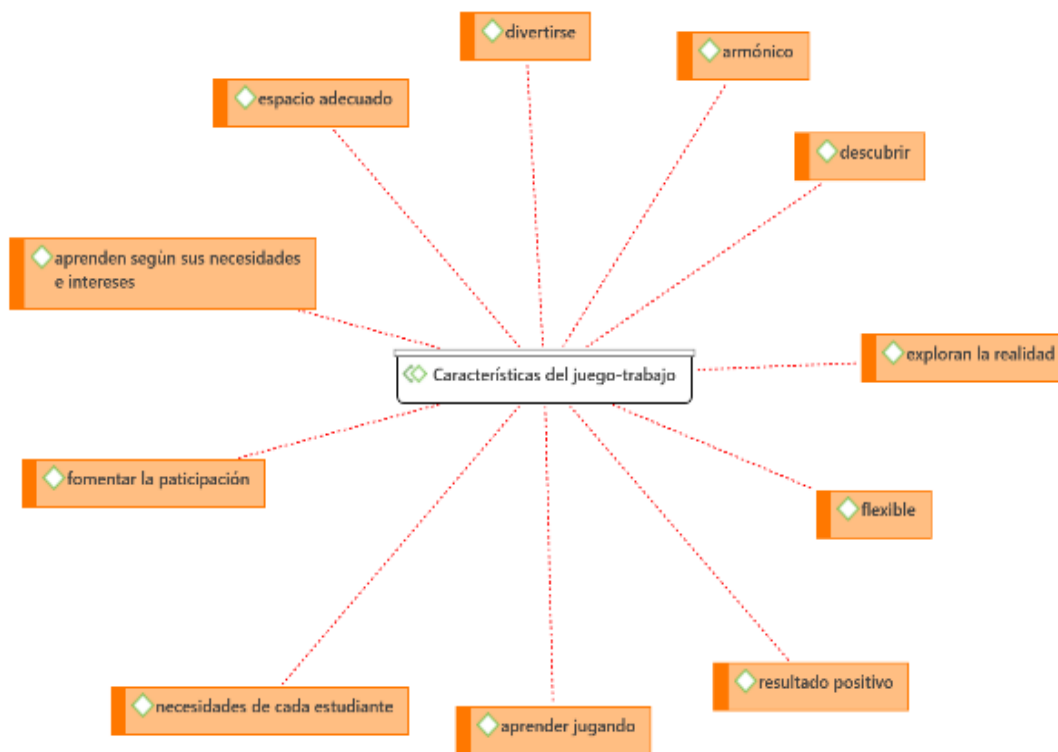 divertirse
armónico
espacio adecuado
descubrir
aprenden según sus necesidades
e intereses
exploran la realidad
Características del juego-trabajo
fomentar la paticipación
flexible
resultado positivo
necesidades de cada estudiante
aprender jugando